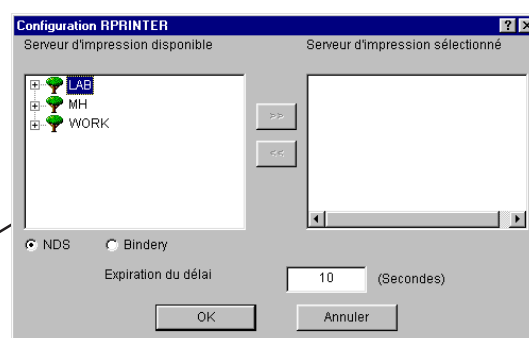 Configuration RPRINTER
Serveur d'impression disponible
Serveur d'impression sélectionné
LAB
MH
WORK
>>
<<
NDS
Bindery
Expiration du délai
10
(Secondes)
OK
Annuler